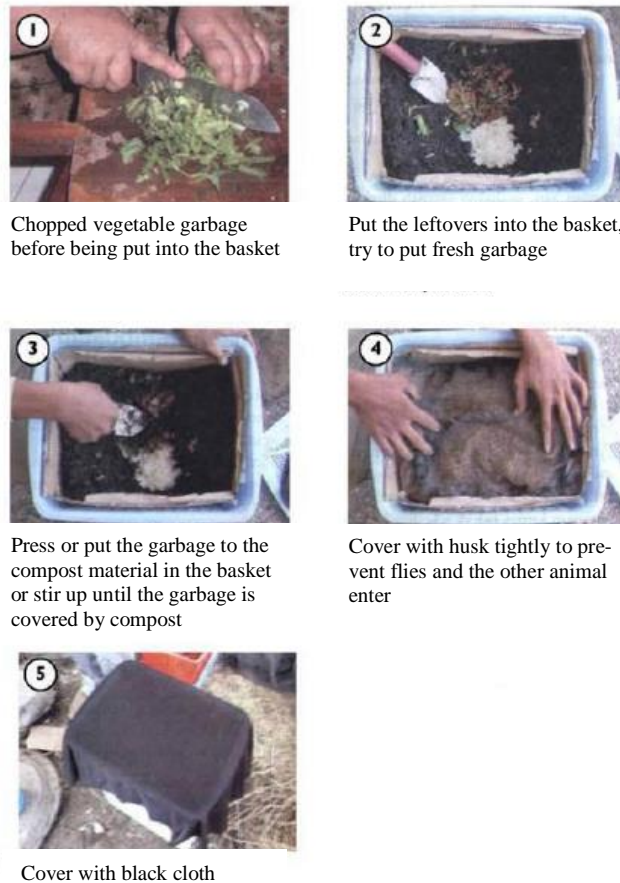 1
Chopped vegetable garbage
before being put into the basket
2
Put the leftovers into the basket,
try to put fresh garbage
3
Press or put the garbage to the
compost material in the basket
or stir up until the garbage is
covered by compost
4
Cover with husk tightly to pre-
vent flies and the other animal
enter
5
Cover with black cloth